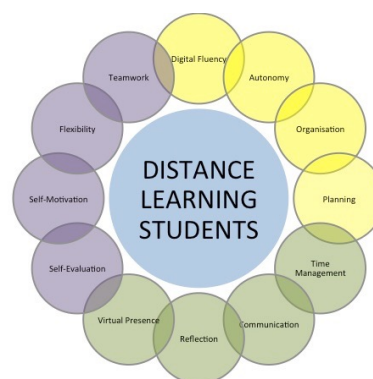 DISTANCE
LEARNING
STUDENTS
Digital Fluency
Autonomy
Organisation
Planning
Time
Management
Communication
Reflection
Virtual Presence
Self-Evaluation
Self-Motivation
Flexibility
Teamwork